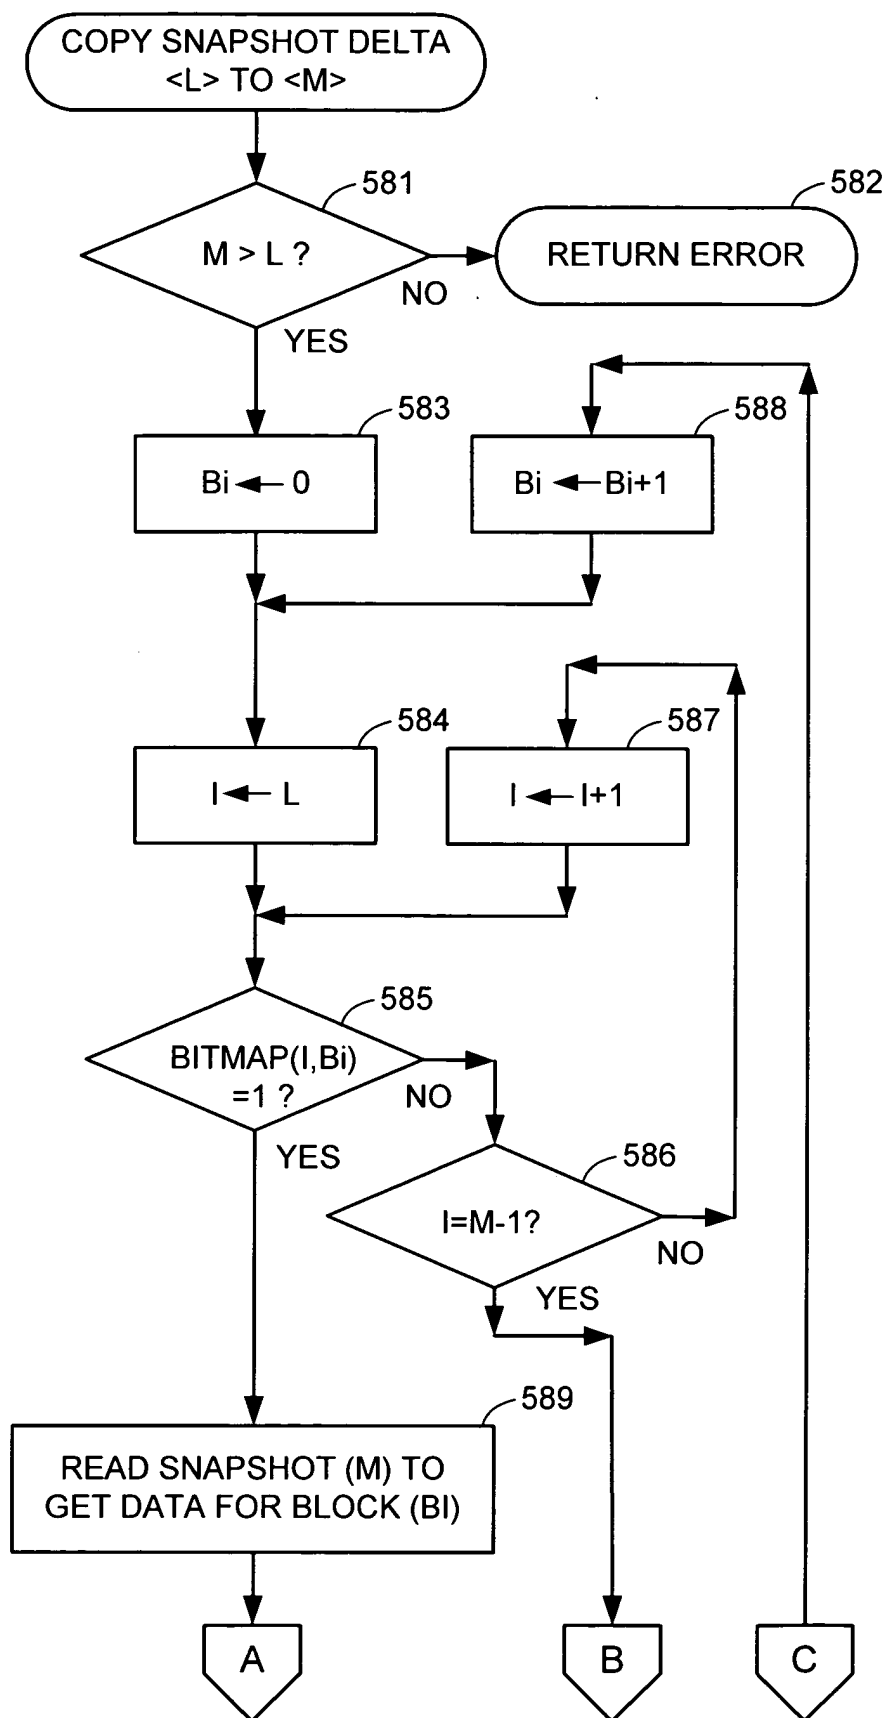 COPY SNAPSHOT DELTA
<L> TO <M>
581
M > L ?
NO
YES
582
RETURN ERROR
583
Bi ← 0
588
Bi ← Bi+1
584
I ← L
587
I ← I+1
585
BITMAP(I,Bi)
=1 ?
NO
YES
586
I=M-1?
NO
YES
589
READ SNAPSHOT (M) TO
GET DATA FOR BLOCK (BI)
A
B
C